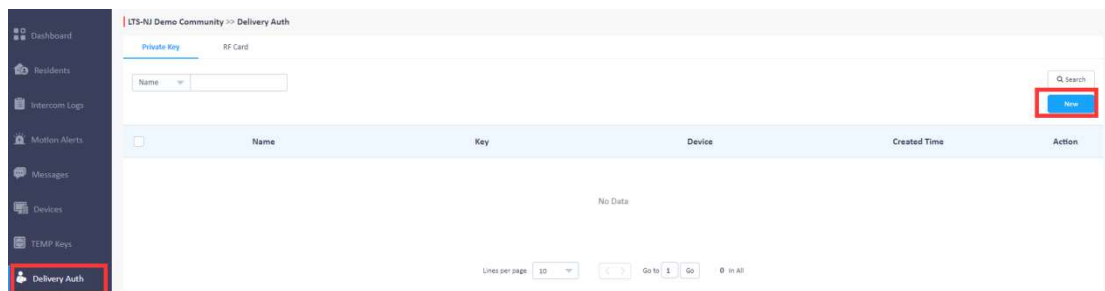 LTS-NJ Demo Community >> Delivery Auth
Dashboard
Residents
Intercom Logs
Motion Alerts
Messages
Devices
TEMP Keys
Delivery Auth
Private Key RF Card
Name
Search
New
Name Key Device Created Time Action
No Data
Lines per page 10 < > Go to 1 Go 0 In All